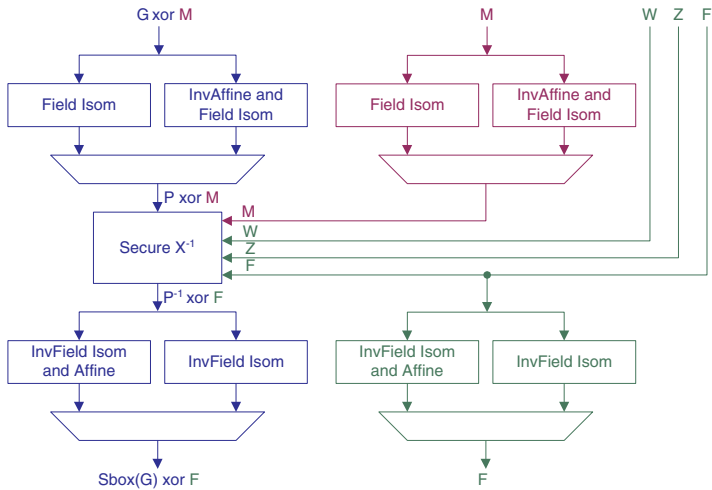 G xor M
M
W Z F
Field Isom
InvAffine and
Field Isom
Field Isom
InvAffine and
Field Isom
P xor M
M
W
Z
F
Secure X⁻¹
P⁻¹ xor F
InvField Isom
and Affine
InvField Isom
InvField Isom
and Affine
InvField Isom
Sbox(G) xor F
F